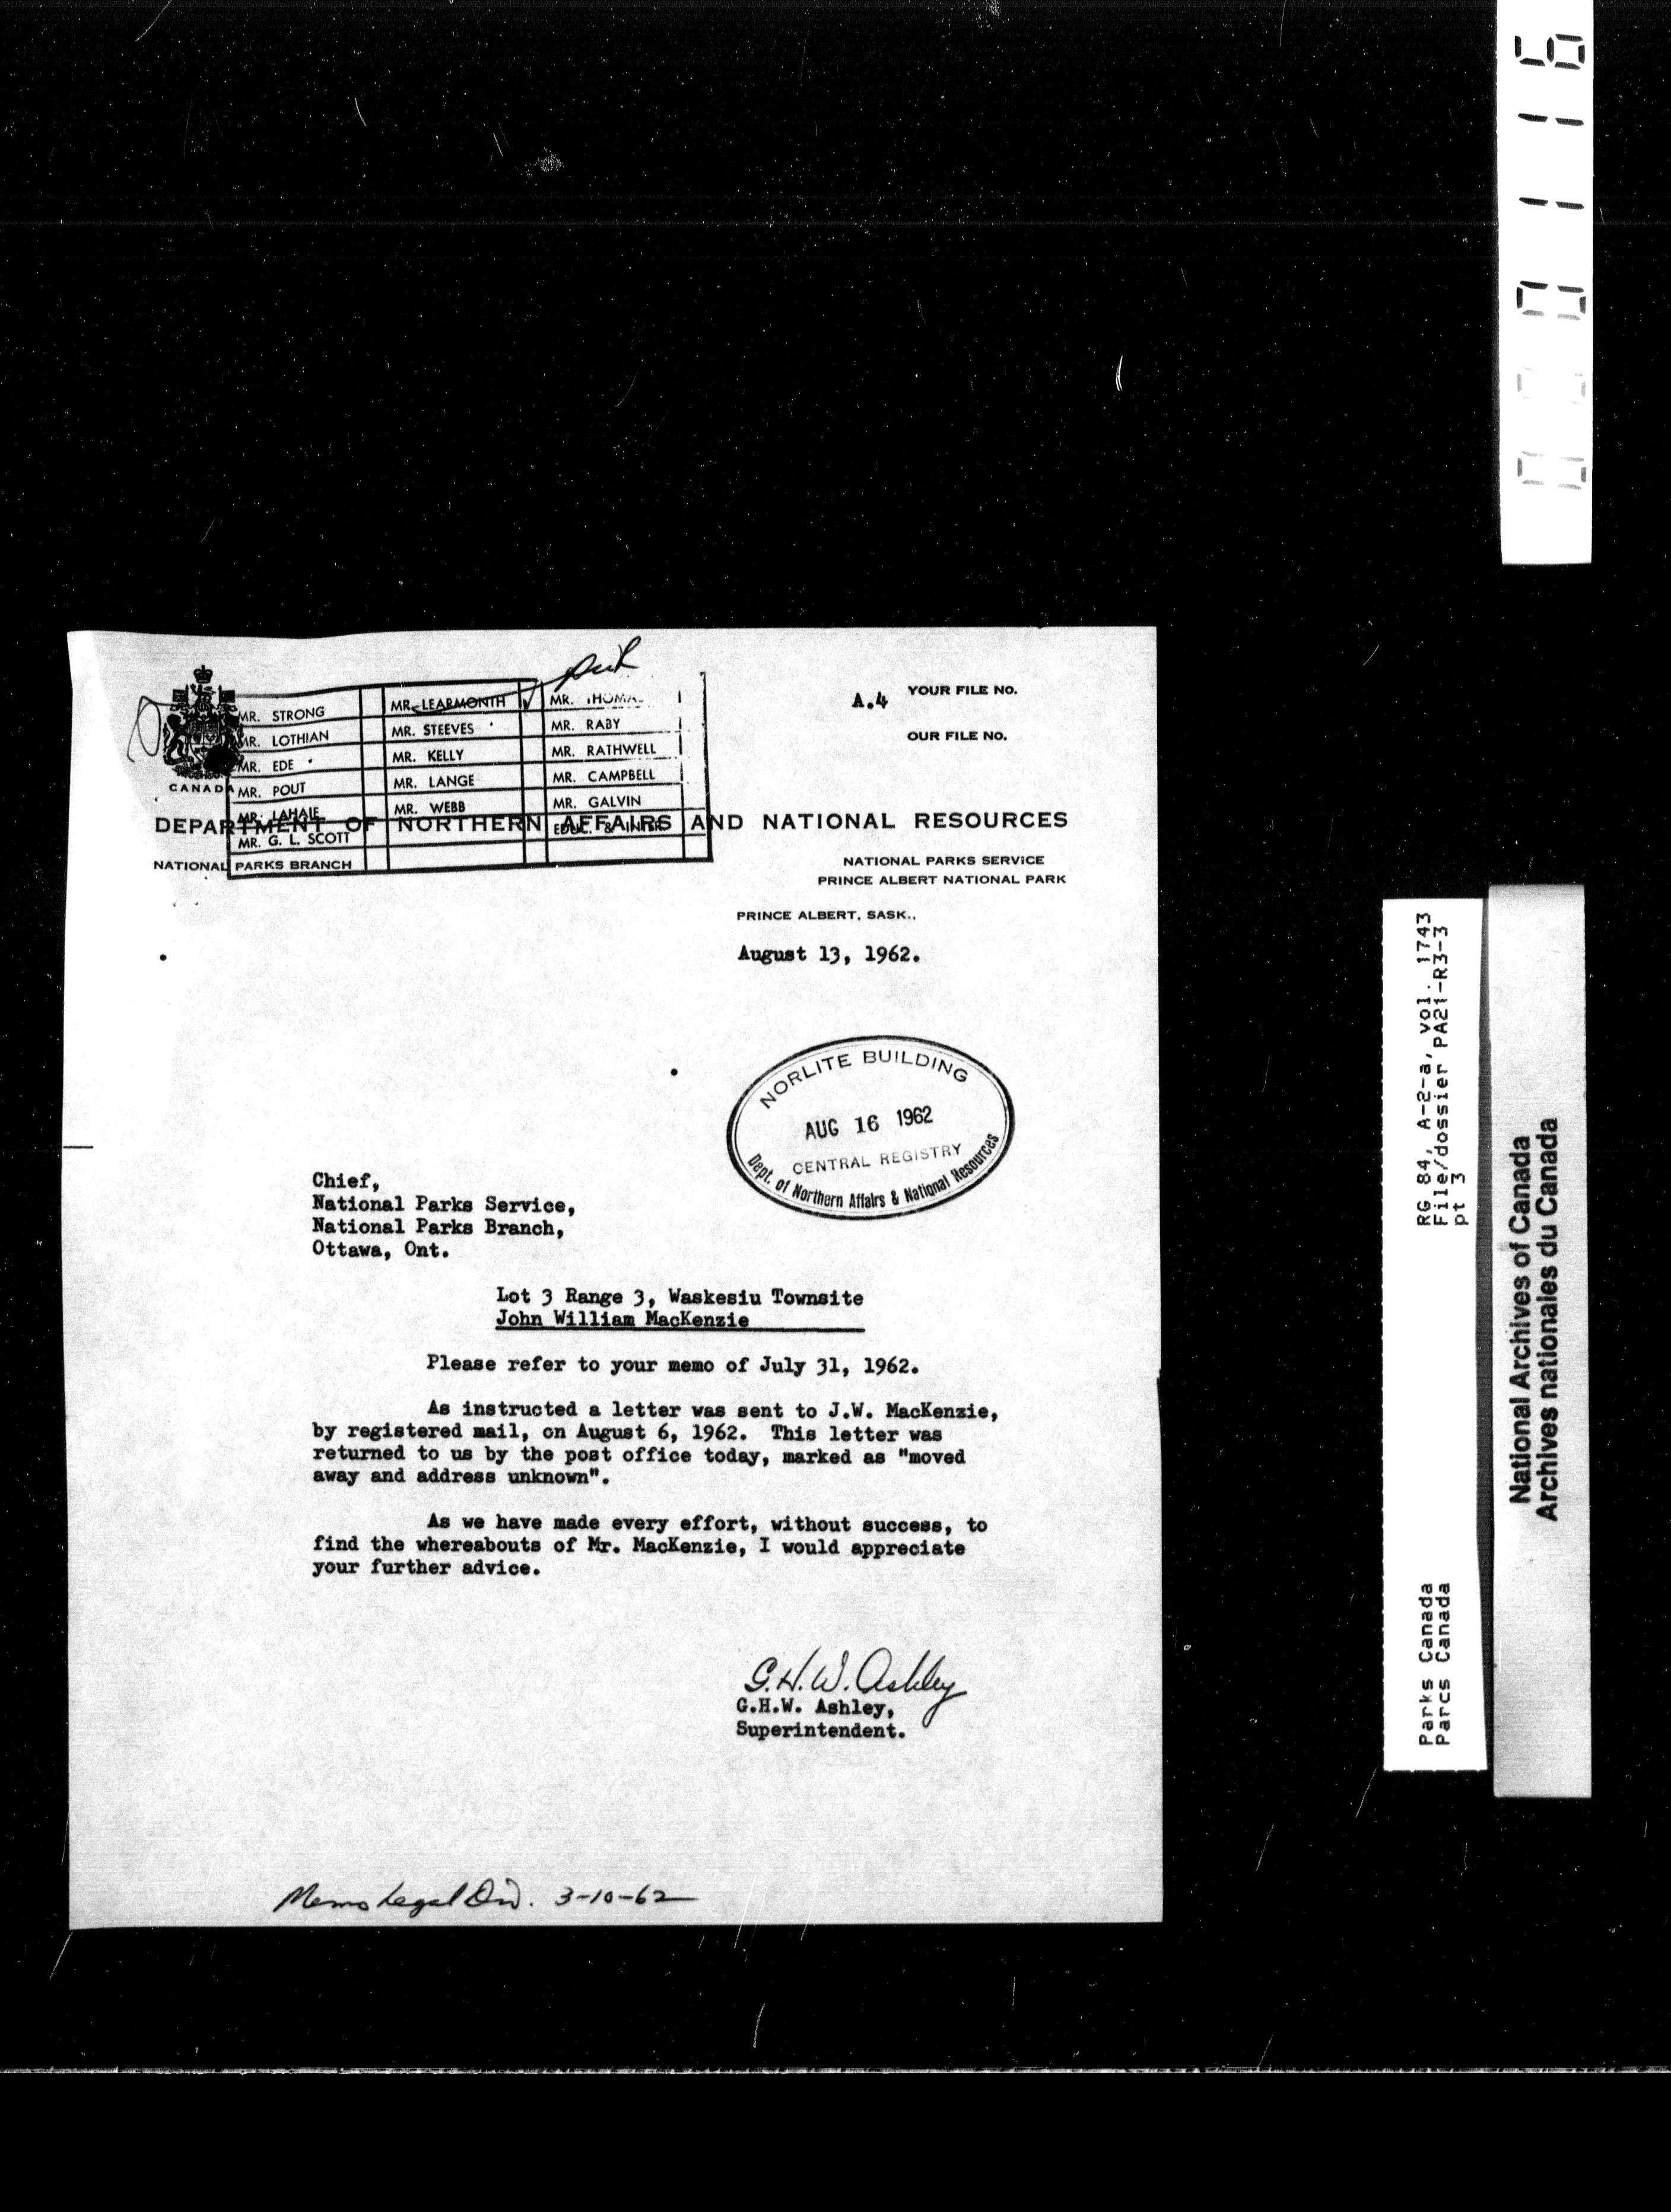 MR. STRONG MR. LEARMONTH MR.
MR. LOTHIAN MR. STEEVES MR. RABY
MR. EDE MR. KELLY MR. RATHWELL
MR. POUT MR. LANGE MR. CAMPBELL
MR. LAHAIE MR. WEBB MR. GALVIN
MR. G. L. SCOTT EDUC. & INTER.
CANADA
A.4 YOUR FILE NO.
OUR FILE NO.
DEPARTMENT OF NORTHERN AFFAIRS AND NATIONAL RESOURCES
NATIONAL PARKS BRANCH
NATIONAL PARKS SERVICE
PRINCE ALBERT NATIONAL PARK
PRINCE ALBERT, SASK.,
August 13, 1962.
NORLITE BUILDING
AUG 16 1962
CENTRAL REGISTRY
Dept. of Northern Affairs & National Resources
Chief,
National Parks Service,
National Parks Branch,
Ottawa, Ont.
Lot 3 Range 3, Waskesiu Townsite
John William MacKenzie
Please refer to your memo of July 31, 1962.
As instructed a letter was sent to J.W. MacKenzie,
by registered mail, on August 6, 1962. This letter was
returned to us by the post office today, marked as "moved
away and address unknown".
As we have made every effort, without success, to
find the whereabouts of Mr. MacKenzie, I would appreciate
your further advice.
G.H.W. Ashley
G.H.W. Ashley,
Superintendent.
Memo Legal Div. 3-10-62
RG 84, A-2-a, vol. 1743
File/dossier PA21-R3-3
pt 3
Parks Canada
Parcs Canada
National Archives of Canada
Archives nationales du Canada